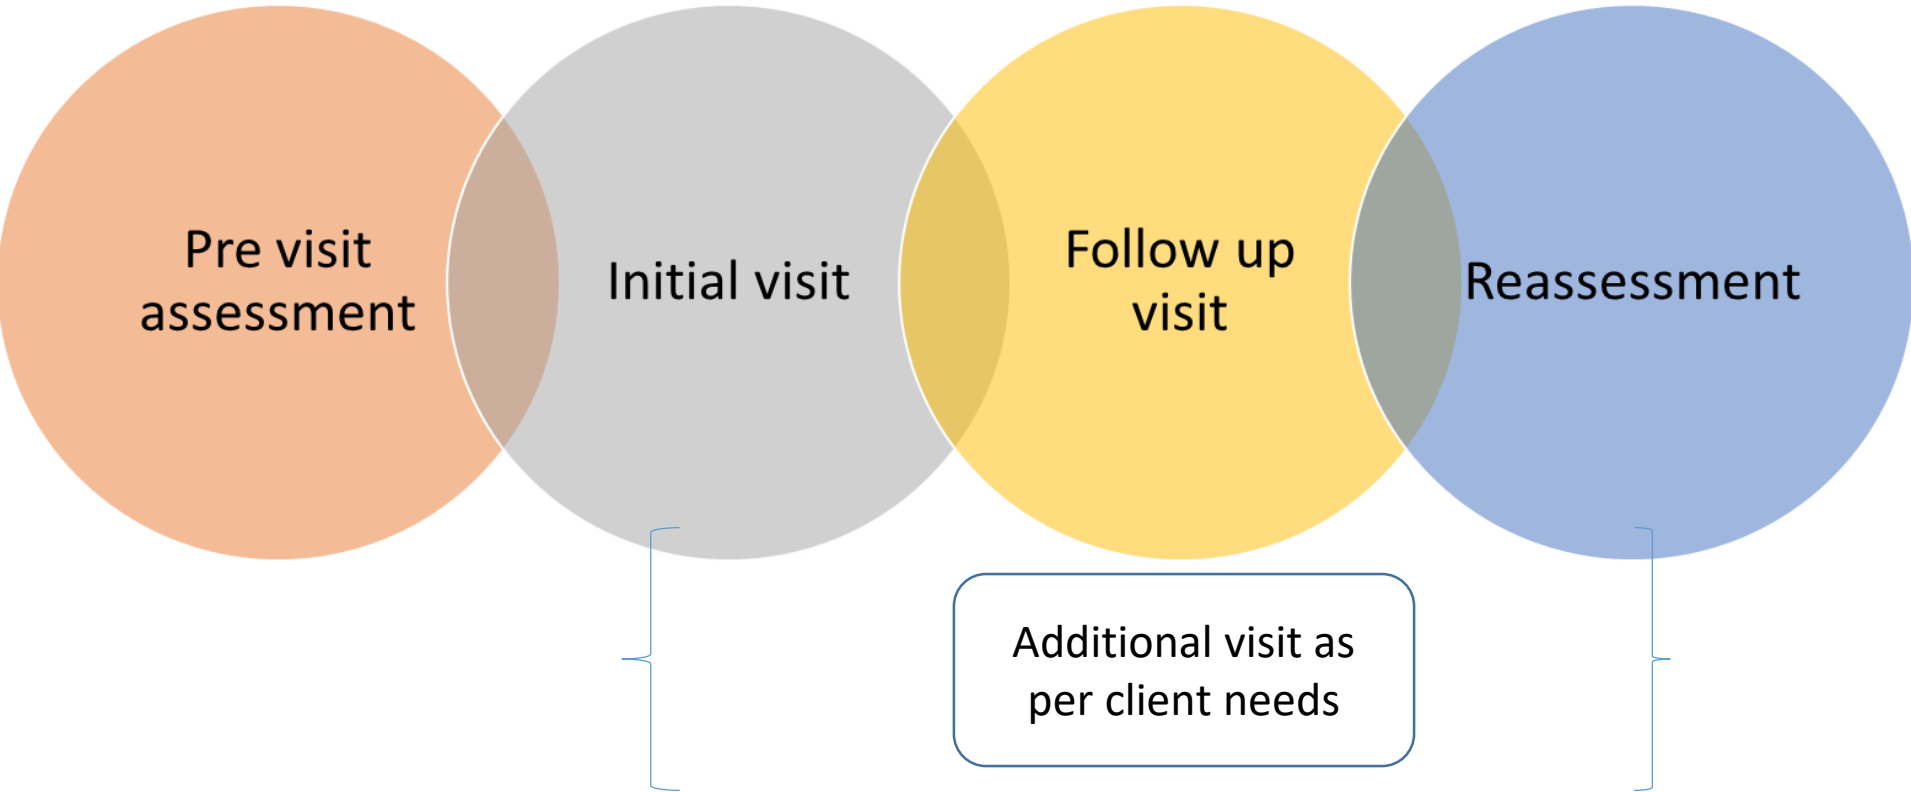 Pre visit
assessment
Initial visit
Follow up
visit
Reassessment
Additional visit as
per client needs